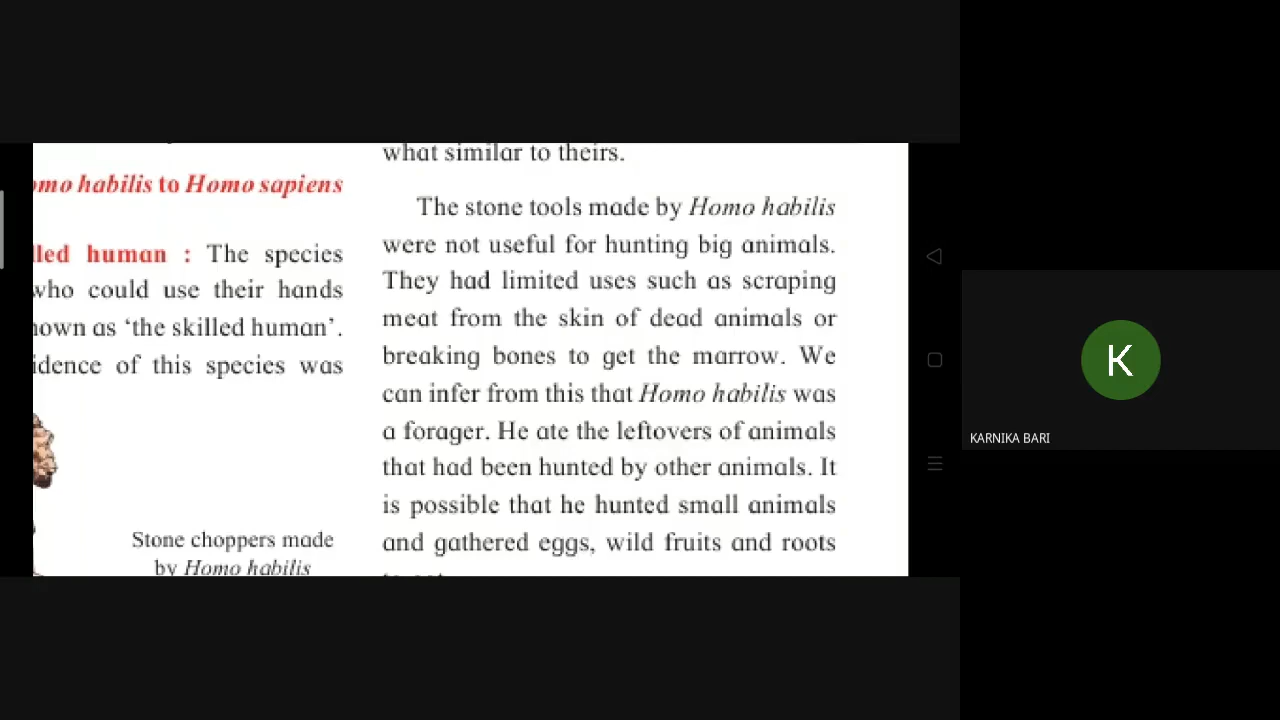 omo habilis to Homo sapiens
lled human : The species
who could use their hands
nown as ‘the skilled human’.
idence of this species was
Stone choppers made
by Homo habilis
what similar to theirs.
The stone tools made by Homo habilis
were not useful for hunting big animals.
They had limited uses such as scraping
meat from the skin of dead animals or
breaking bones to get the marrow. We
can infer from this that Homo habilis was
a forager. He ate the leftovers of animals
that had been hunted by other animals. It
is possible that he hunted small animals
and gathered eggs, wild fruits and roots
K
KARNIKA BARI